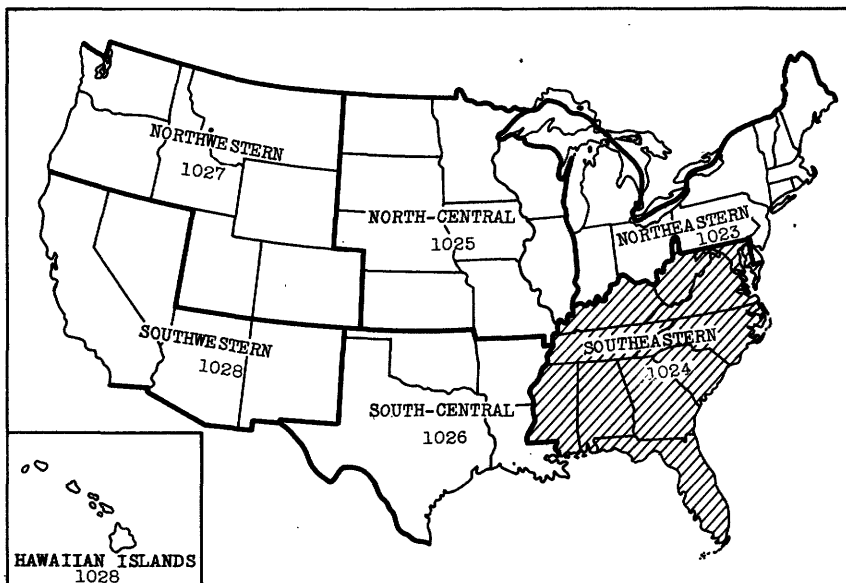 NORTHWESTERN
1027
NORTH-CENTRAL
1025
NORTHEASTERN
1023
SOUTHWESTERN
1028
SOUTHEASTERN
1024
SOUTH-CENTRAL
1026
HAWAIIAN ISLANDS
1028